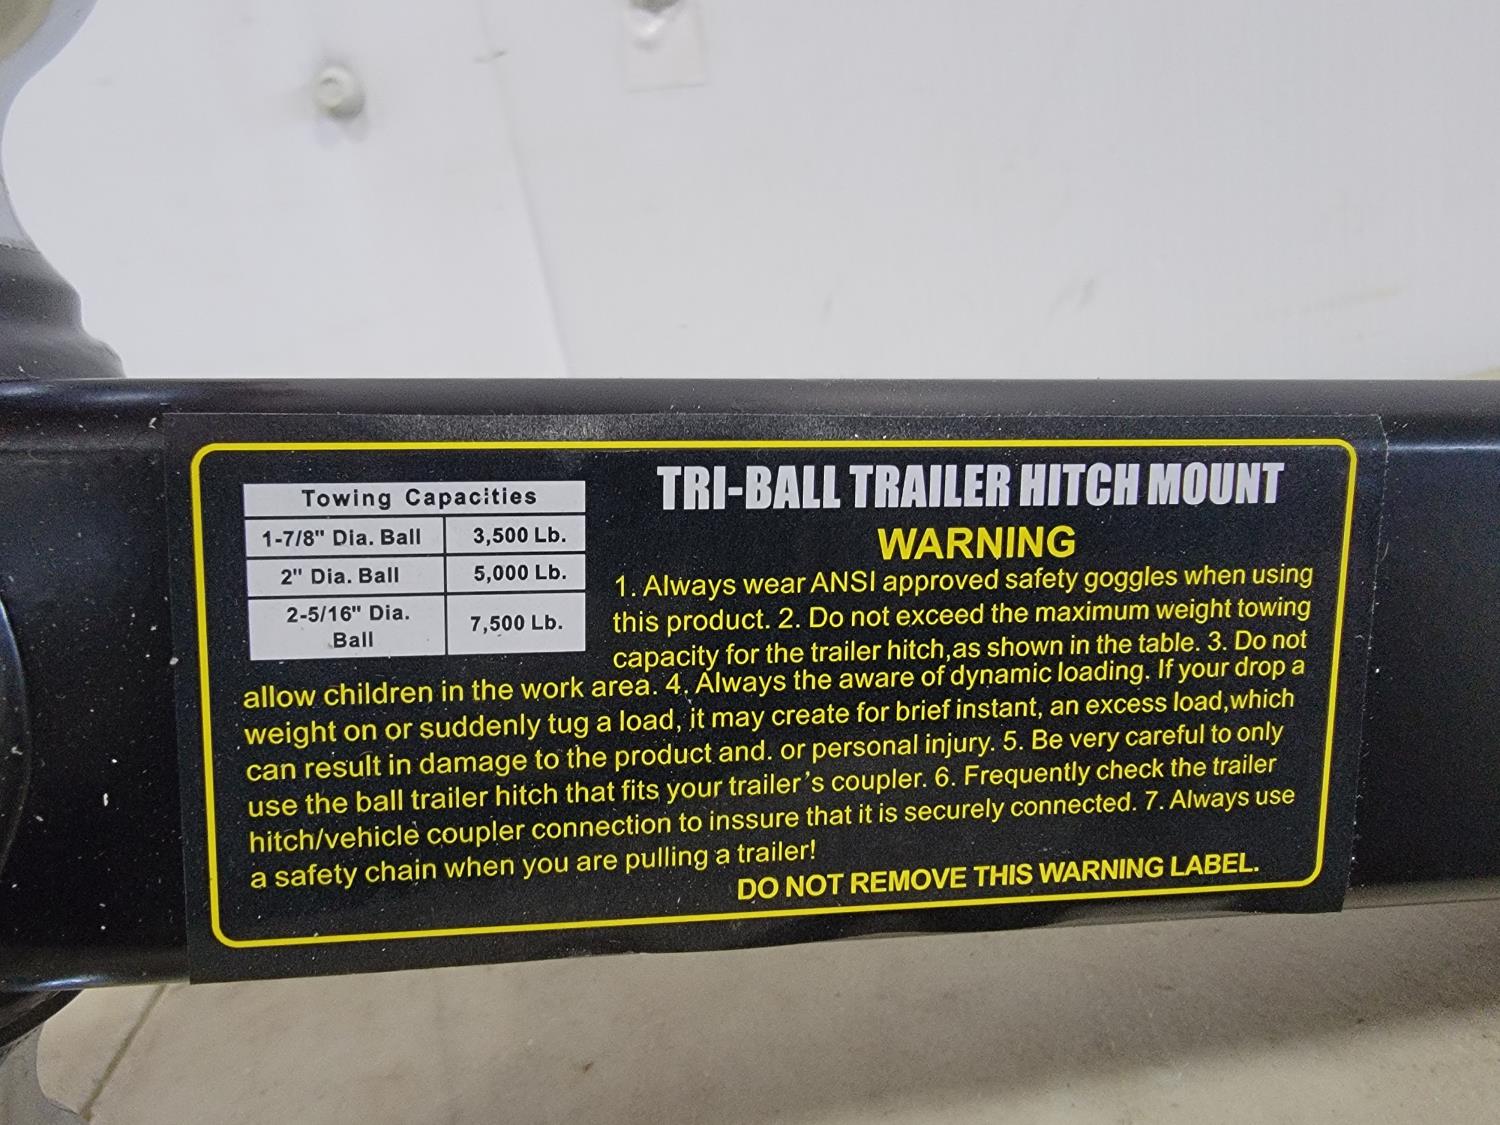 Towing Capacities
1-7/8" Dia. Ball 3,500 Lb.
2" Dia. Ball 5,000 Lb.
2-5/16" Dia. Ball 7,500 Lb.
TRI-BALL TRAILER HITCH MOUNT
WARNING
1. Always wear ANSI approved safety goggles when using
this product. 2. Do not exceed the maximum weight towing
capacity for the trailer hitch,as shown in the table. 3. Do not
allow children in the work area. 4. Always the aware of dynamic loading. If your drop a
weight on or suddenly tug a load, it may create for brief instant, an excess load,which
can result in damage to the product and. or personal injury. 5. Be very careful to only
use the ball trailer hitch that fits your trailer's coupler. 6. Frequently check the trailer
hitch/vehicle coupler connection to inssure that it is securely connected. 7. Always use
a safety chain when you are pulling a trailer!
DO NOT REMOVE THIS WARNING LABEL.